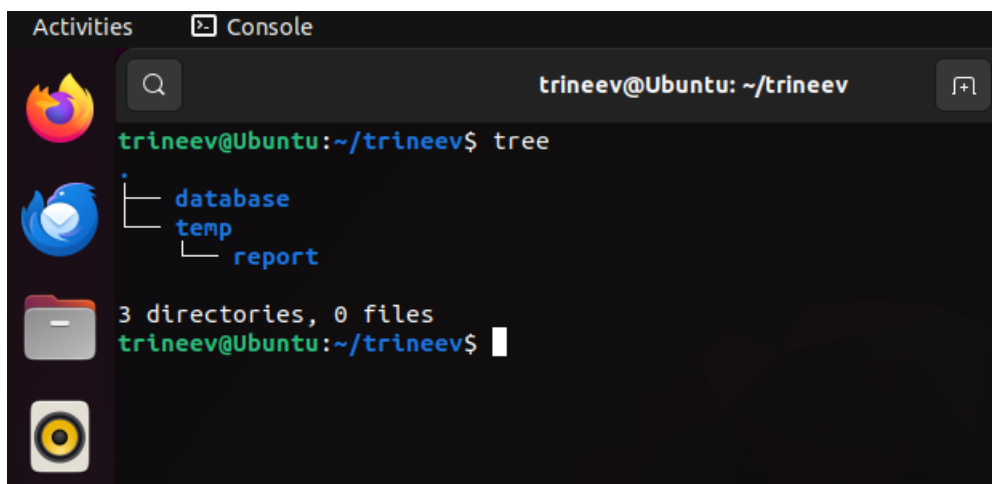 Activities Console
trineev@Ubuntu: ~/trineev
trineev@Ubuntu:~/trineev$ tree
.
├── database
└── temp
    └── report
3 directories, 0 files
trineev@Ubuntu:~/trineev$